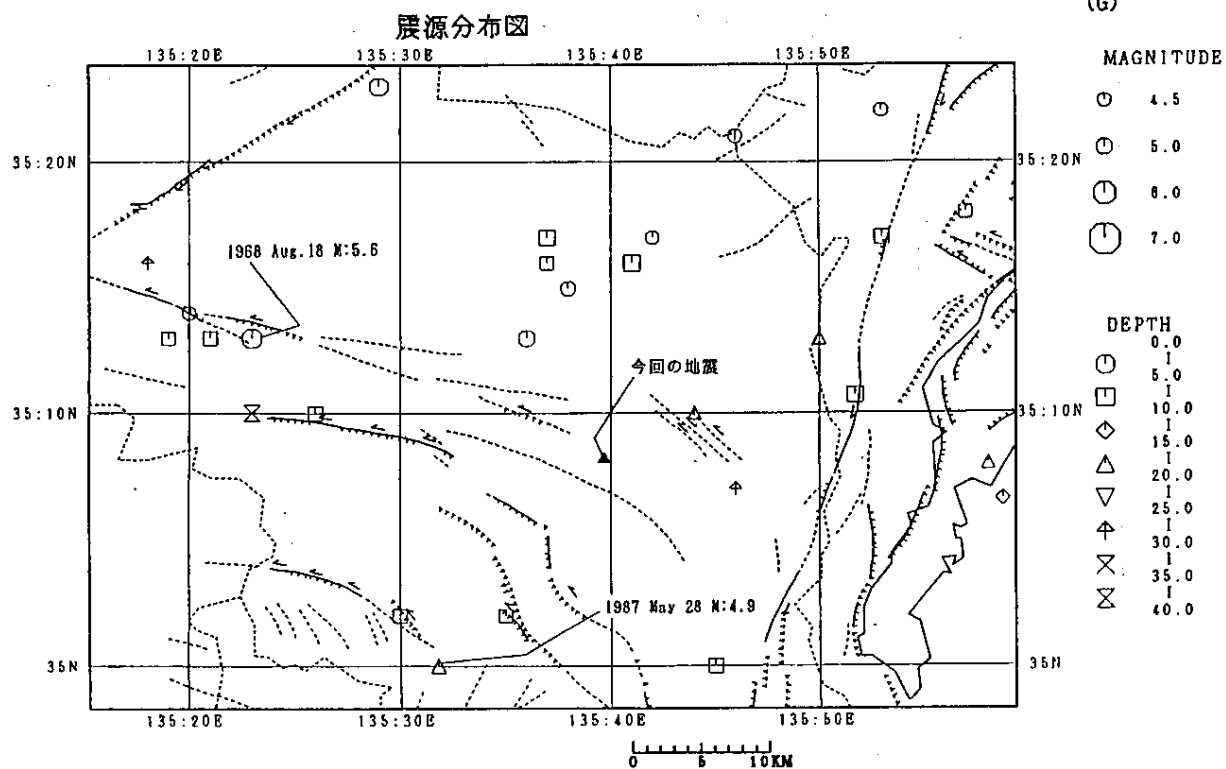 (G)
震源分布図
135:20E 135:30E 135:40E 135:50E
MAGNITUDE
4.5
5.0
6.0
7.0
35:20N 35:20N
1968 Aug.18 M:5.6
今回の地震
35:10N 35:10N
DEPTH
0.0
I
5.0
I
10.0
I
15.0
I
20.0
I
25.0
I
30.0
I
35.0
I
40.0
1987 May 28 M:4.9
35N 35N
135:20E 135:30E 135:40E 135:50E
0 5 10KM